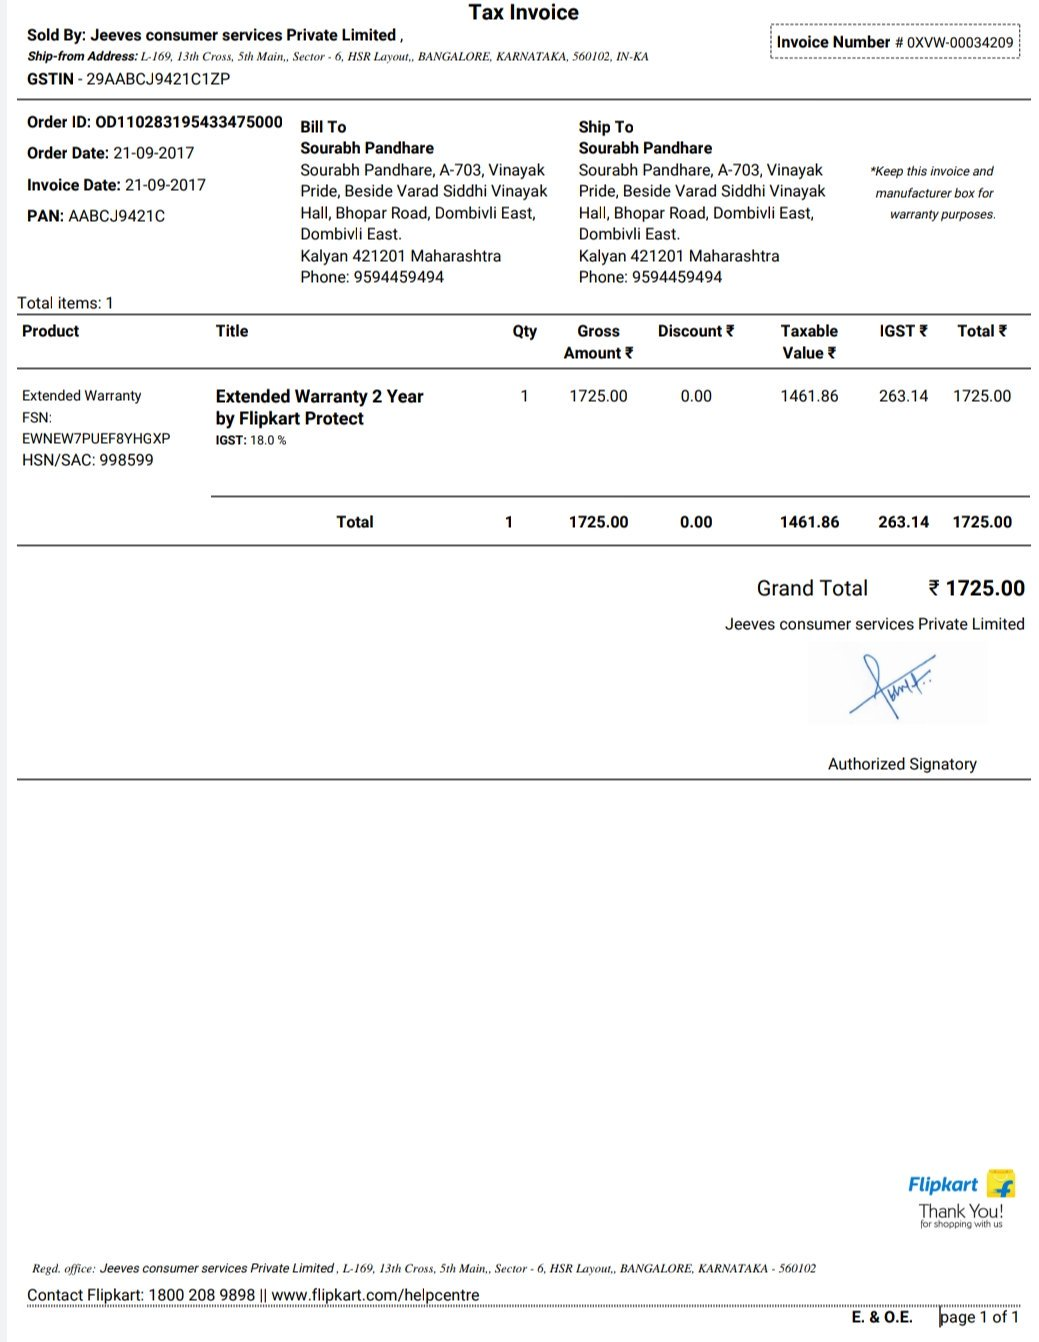 Tax Invoice
Sold By: Jeeves consumer services Private Limited ,
Ship-from Address: L-169, 13th Cross, 5th Main,, Sector - 6, HSR Layout,, BANGALORE, KARNATAKA, 560102, IN-KA
GSTIN - 29AABCJ9421C1ZP
Invoice Number # 0XVW-00034209
Order ID: OD110283195433475000
Order Date: 21-09-2017
Invoice Date: 21-09-2017
PAN: AABCJ9421C
Bill To
Sourabh Pandhare
Sourabh Pandhare, A-703, Vinayak
Pride, Beside Varad Siddhi Vinayak
Hall, Bhopar Road, Dombivli East,
Dombivli East.
Kalyan 421201 Maharashtra
Phone: 9594459494
Ship To
Sourabh Pandhare
Sourabh Pandhare, A-703, Vinayak
Pride, Beside Varad Siddhi Vinayak
Hall, Bhopar Road, Dombivli East,
Dombivli East.
Kalyan 421201 Maharashtra
Phone: 9594459494
*Keep this invoice and
manufacturer box for
warranty purposes.
Total items: 1
Product Title Qty Gross Amount ₹ Discount ₹ Taxable Value ₹ IGST ₹ Total ₹
Extended Warranty
FSN:
EWNEW7PUEF8YHGXP
HSN/SAC: 998599
Extended Warranty 2 Year
by Flipkart Protect
IGST: 18.0 %
1 1725.00 0.00 1461.86 263.14 1725.00
Total 1 1725.00 0.00 1461.86 263.14 1725.00
Grand Total ₹ 1725.00
Jeeves consumer services Private Limited
Authorized Signatory
Flipkart
Thank You!
for shopping with us
Regd. office: Jeeves consumer services Private Limited , L-169, 13th Cross, 5th Main,, Sector - 6, HSR Layout,, BANGALORE, KARNATAKA - 560102
Contact Flipkart: 1800 208 9898 || www.flipkart.com/helpcentre
E. & O.E. page 1 of 1